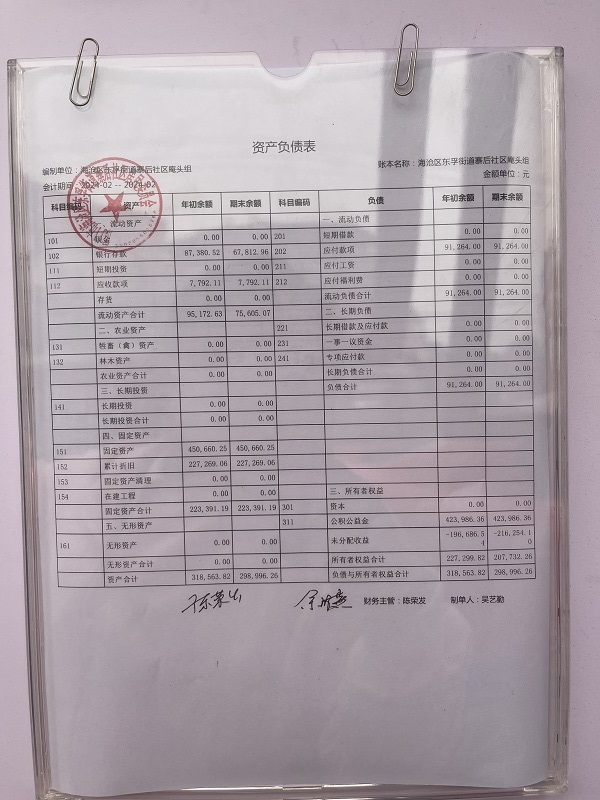 资产负债表
编制单位：海沧区东孚街道寨后社区庵头组 账本名称：海沧区东孚街道寨后社区庵头组
会计期间：2024-02 -- 2024-02 金额单位：元
科目编码 资产 年初余额 期末余额 科目编码 负债 年初余额 期末余额
一、流动资产 一、流动负债
101 现金 0.00 0.00 201 短期借款 0.00 0.00
102 银行存款 87,380.52 67,812.96 202 应付款项 91,264.00 91,264.00
111 短期投资 0.00 0.00 211 应付工资 0.00 0.00
112 应收款项 7,792.11 7,792.11 212 应付福利费 0.00 0.00
存货 0.00 0.00 流动负债合计 91,264.00 91,264.00
流动资产合计 95,172.63 75,605.07 二、长期负债
二、农业资产 221 长期借款及应付款 0.00 0.00
131 牲畜（禽）资产 0.00 0.00 231 一事一议资金 0.00 0.00
132 林木资产 0.00 0.00 241 专项应付款 0.00 0.00
农业资产合计 0.00 0.00 长期负债合计 0.00 0.00
三、长期投资 负债合计 91,264.00 91,264.00
141 长期投资 0.00 0.00
长期投资合计 0.00 0.00
四、固定资产
151 固定资产 450,660.25 450,660.25
152 累计折旧 227,269.06 227,269.06
153 固定资产清理 0.00 0.00
154 在建工程 0.00 0.00 三、所有者权益
固定资产合计 223,391.19 223,391.19 301 资本 0.00 0.00
五、无形资产 311 公积公益金 423,986.36 423,986.36
161 无形资产 0.00 0.00 未分配收益 -196,686.54 -216,254.10
无形资产合计 0.00 0.00 所有者权益合计 227,299.82 207,732.26
资产合计 318,563.82 298,996.26 负债与所有者权益合计 318,563.82 298,996.26
财务主管：陈荣发 制单人：吴艺勤